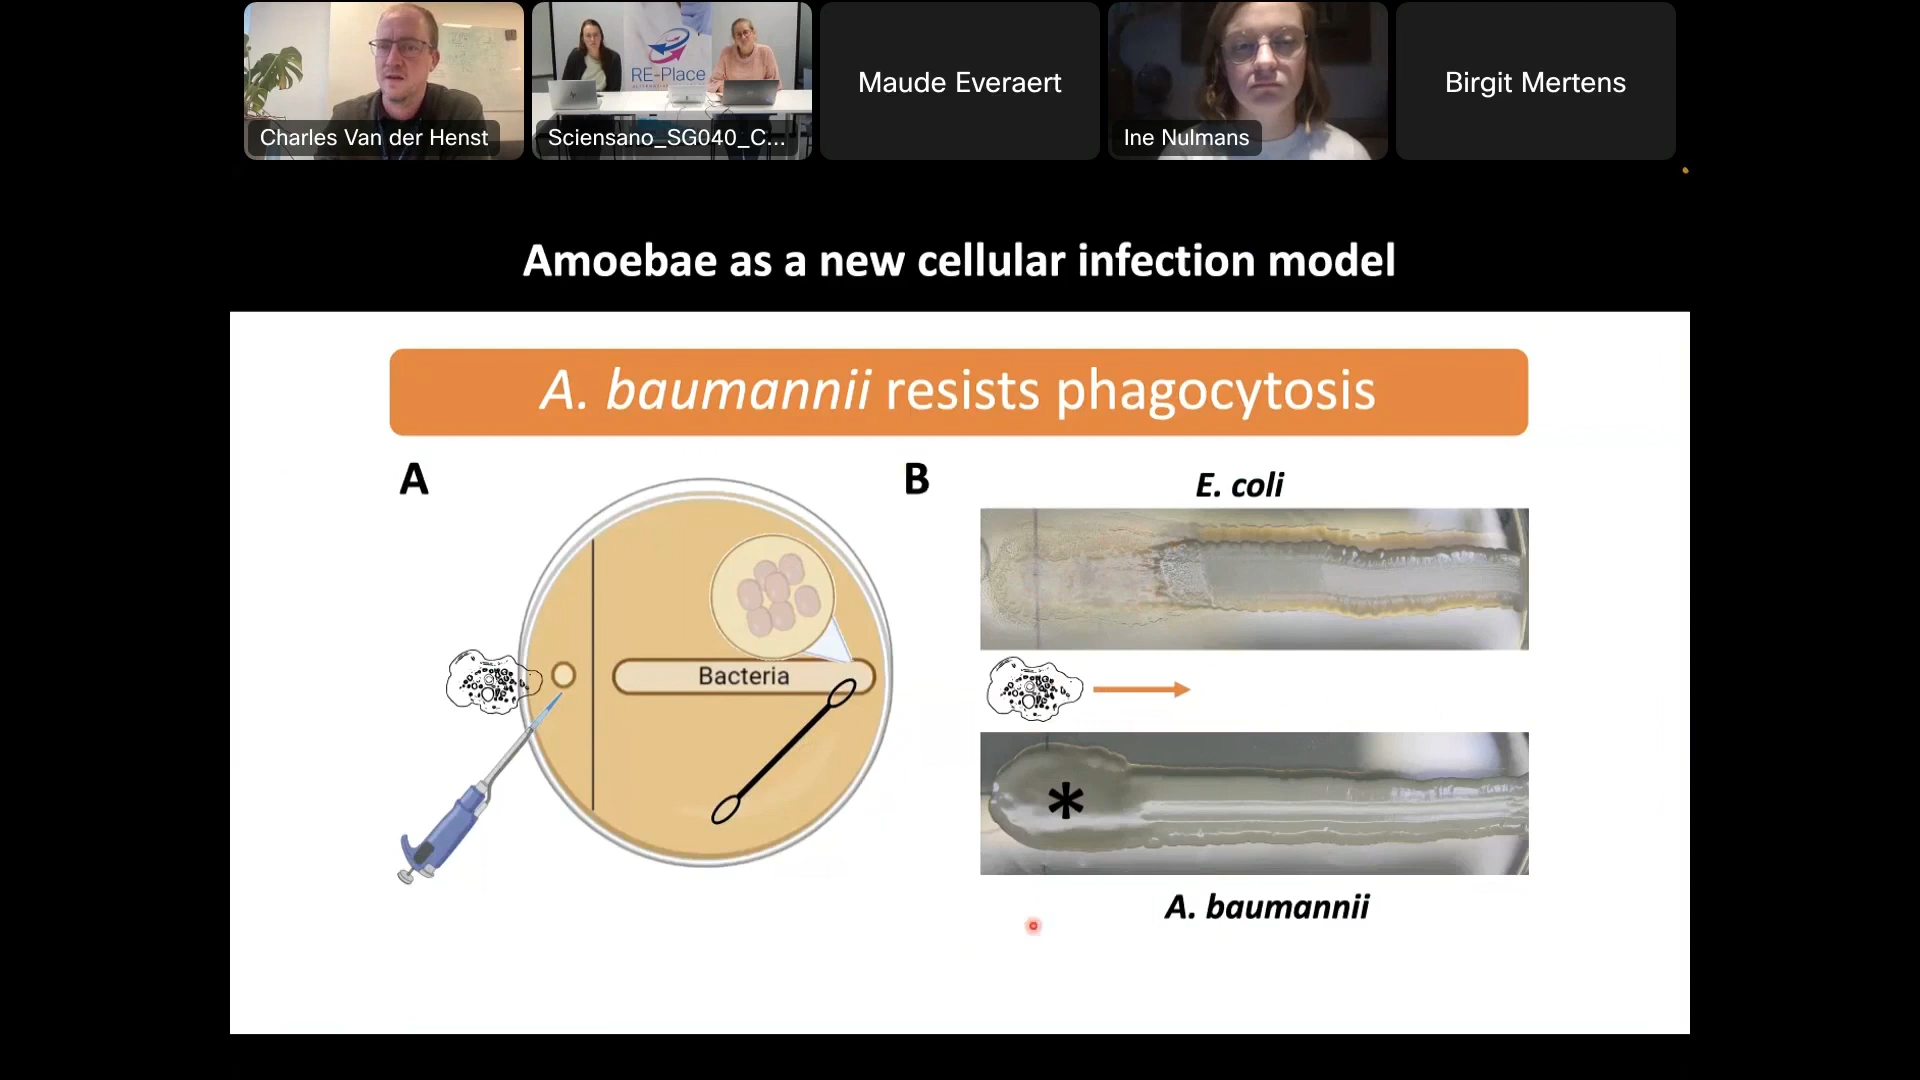 Charles Van der Henst
RE-Place
Sciensano_SG040_C...
Maude Everaert
Ine Nulmans
Birgit Mertens
Amoebae as a new cellular infection model
A. baumannii resists phagocytosis
A
B
E. coli
Bacteria
*
A. baumannii